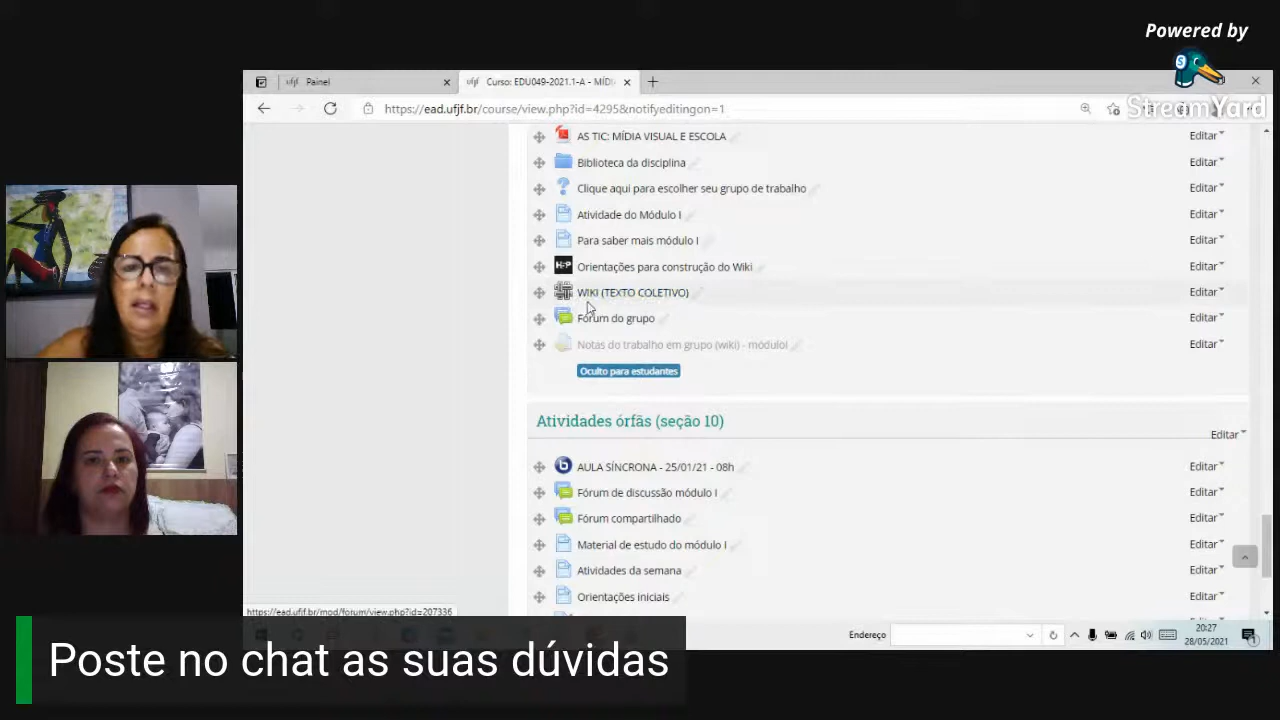 Powered by
StreamYard
ufjf Painel
ufjf Curso: EDU049-2021.1-A - MÍDI
https://ead.ufjf.br/course/view.php?id=4295&notifyeditingon=1
AS TIC: MÍDIA VISUAL E ESCOLA Editar
Biblioteca da disciplina Editar
Clique aqui para escolher seu grupo de trabalho Editar
Atividade do Módulo I Editar
Para saber mais módulo I Editar
H5P Orientações para construção do Wiki Editar
WIKI (TEXTO COLETIVO) Editar
Fórum do grupo Editar
Notas do trabalho em grupo (wiki) - móduloI Editar
Oculto para estudantes
Atividades órfãs (seção 10)
Editar
AULA SÍNCRONA - 25/01/21 - 08h Editar
Fórum de discussão módulo I Editar
Fórum compartilhado Editar
Material de estudo do módulo I Editar
Atividades da semana Editar
Orientações iniciais Editar
https://ead.ufjf.br/mod/forum/view.php?id=207336
Endereço
20:27
28/05/2021
Poste no chat as suas dúvidas